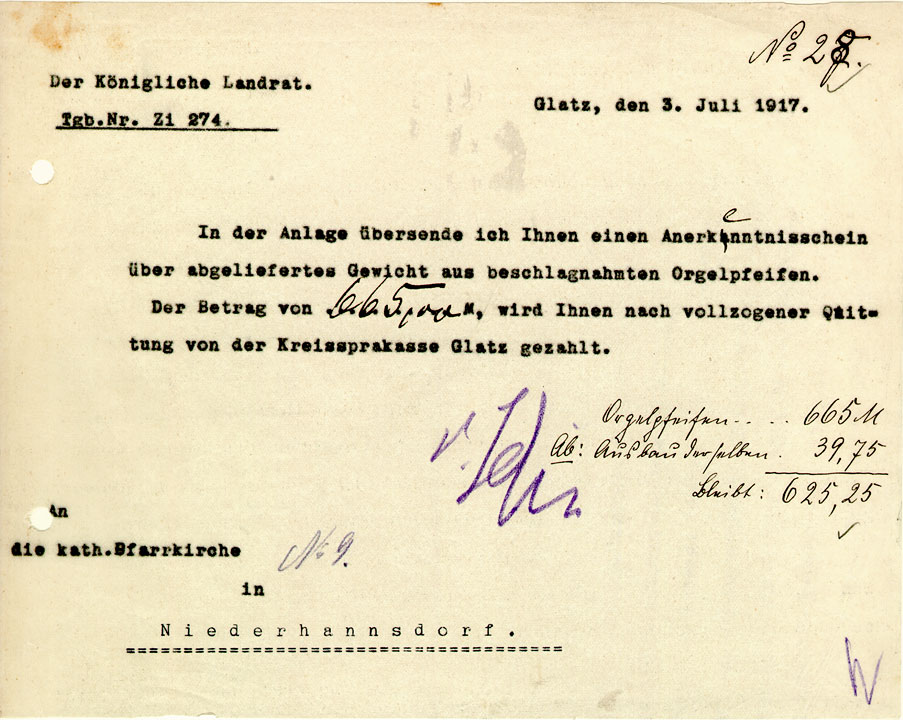 No 28.
Der Königliche Landrat.
Glatz, den 3. Juli 1917.
Tgb.Nr. Zi 274.
In der Anlage übersende ich Ihnen einen Anerkenntnisschein
über abgeliefertes Gewicht aus beschlagnahmten Orgelpfeifen.
Der Betrag von 665,00 M, wird Ihnen nach vollzogener Quit=
tung von der Kreissprakasse Glatz gezahlt.
Orgelpfeifen.. .. 665 M
Ab: Ausbau derselben. 39,75
Bleibt: 625,25
An
die kath.Pfarrkirche
No 9.
in
Niederhannsdorf.